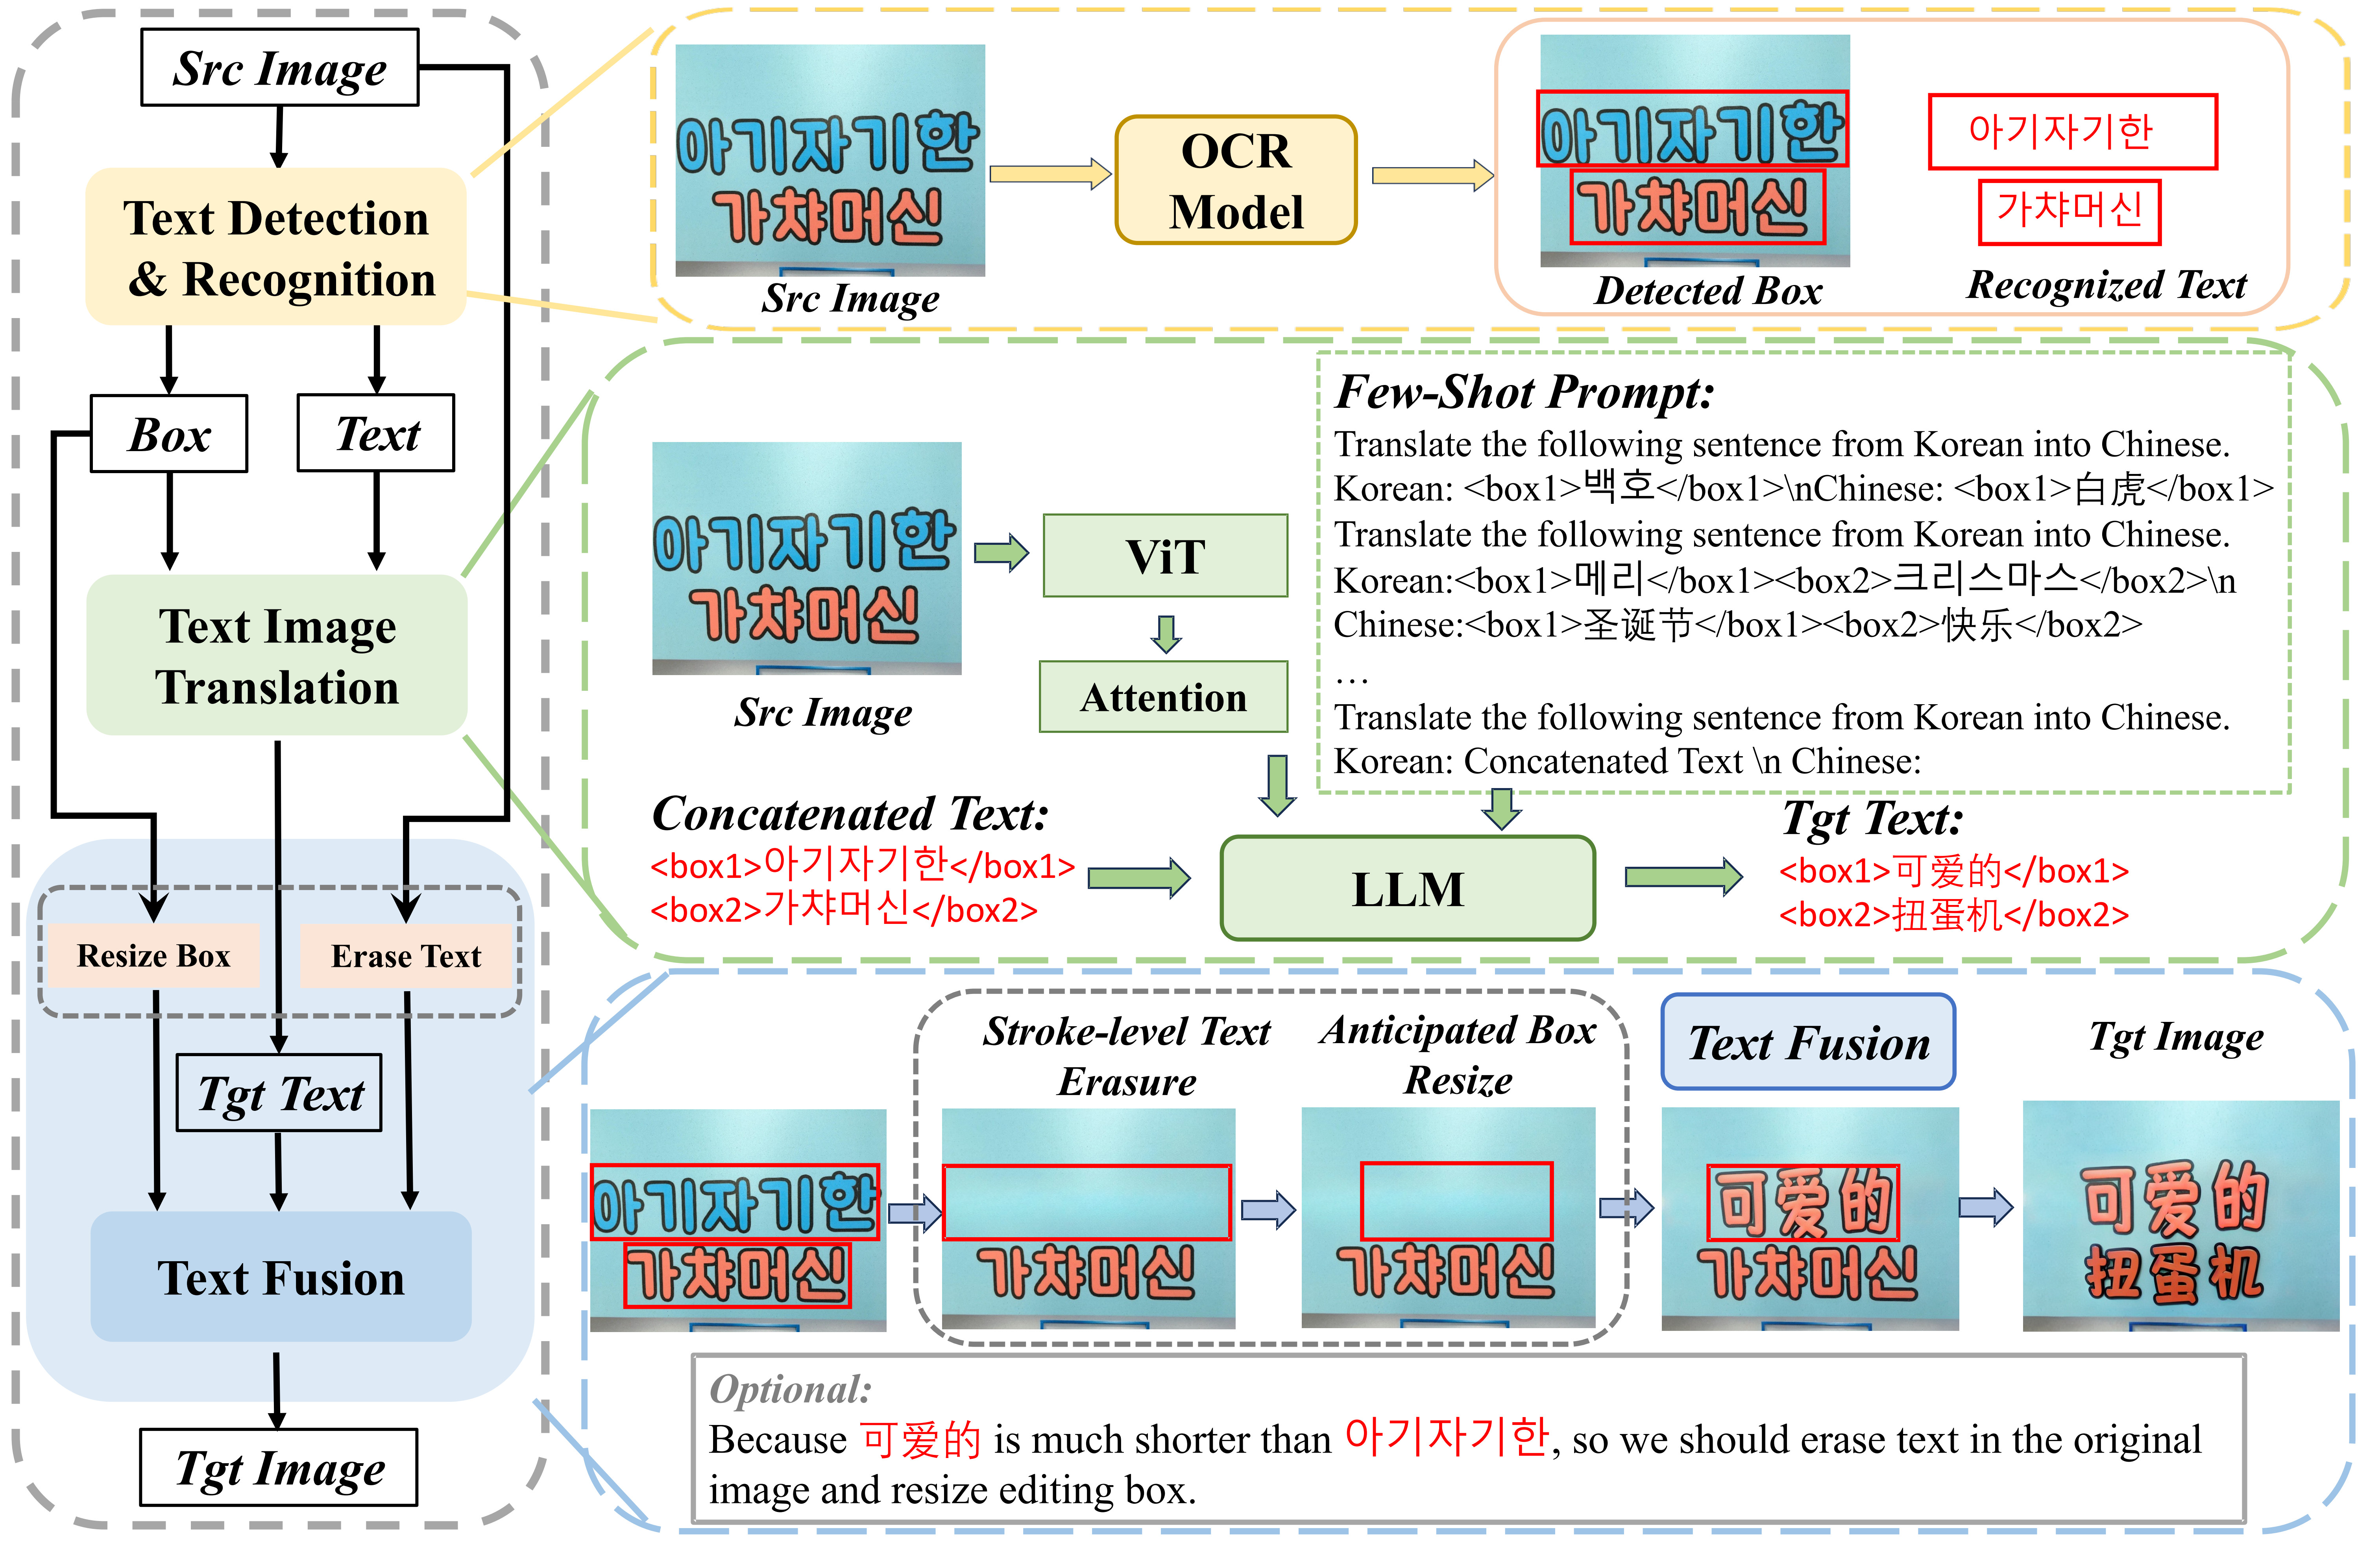 Src Image
Text Detection
& Recognition
Box
Text
Text Image
Translation
Resize Box
Erase Text
Tgt Text
Text Fusion
Tgt Image
아기자기한
가챠머신
Src Image
OCR
Model
아기자기한
가챠머신
Detected Box
아기자기한
가챠머신
Recognized Text
아기자기한
가챠머신
Src Image
ViT
Attention
Few-Shot Prompt:
Translate the following sentence from Korean into Chinese.
Korean: <box1>백호</box1>\nChinese: <box1>白虎</box1>
Translate the following sentence from Korean into Chinese.
Korean:<box1>메리</box1><box2>크리스마스</box2>\n
Chinese:<box1>圣诞节</box1><box2>快乐</box2>
…
Translate the following sentence from Korean into Chinese.
Korean: Concatenated Text \n Chinese:
Concatenated Text:
<box1>아기자기한</box1>
<box2>가챠머신</box2>
LLM
Tgt Text:
<box1>可爱的</box1>
<box2>扭蛋机</box2>
Stroke-level Text
Erasure
Anticipated Box
Resize
Text Fusion
Tgt Image
아기자기한
가챠머신
가챠머신
가챠머신
可爱的
가챠머신
可爱的
扭蛋机
Optional:
Because 可爱的 is much shorter than 아기자기한, so we should erase text in the original
image and resize editing box.